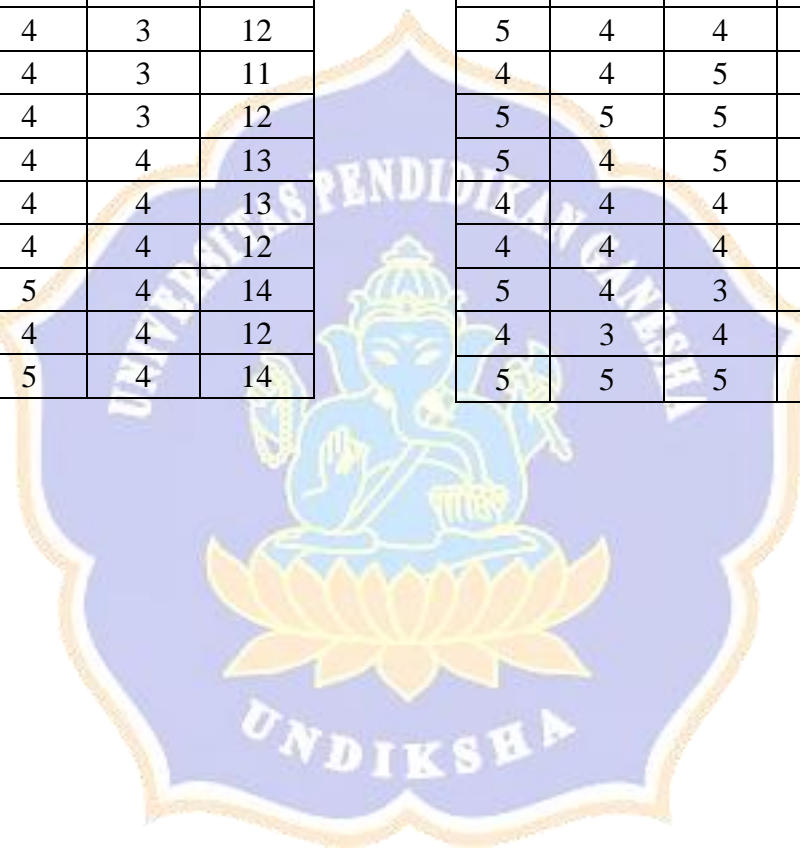 4 3 12 5 4 4
4 3 11 4 4 5
4 3 12 5 5 5
4 4 13 5 4 5
4 4 13 4 4 4
4 4 12 4 4 4
5 4 14 5 4 3
4 4 12 4 3 4
5 4 14 5 5 5
UNIVERSITAS PENDIDIKAN GANESHA
UNDIKSHA